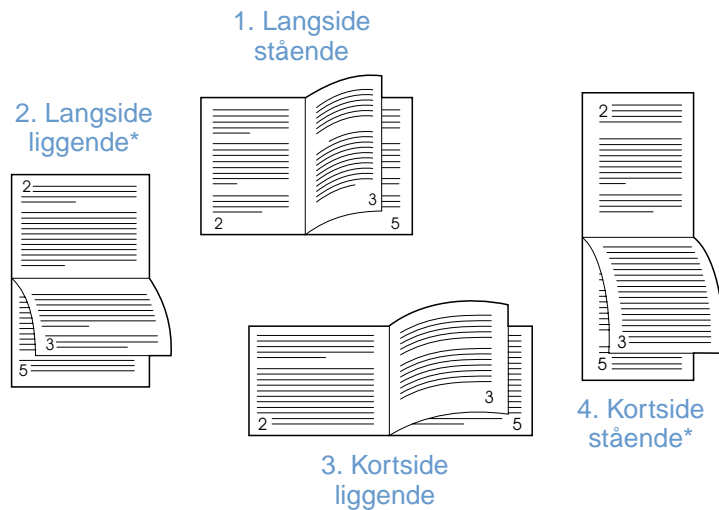 1. Langside
stående
2. Langside
liggende*
2
3
5
2
3
5
2
3
5
2
3
5
3. Kortside
liggende
4. Kortside
stående*